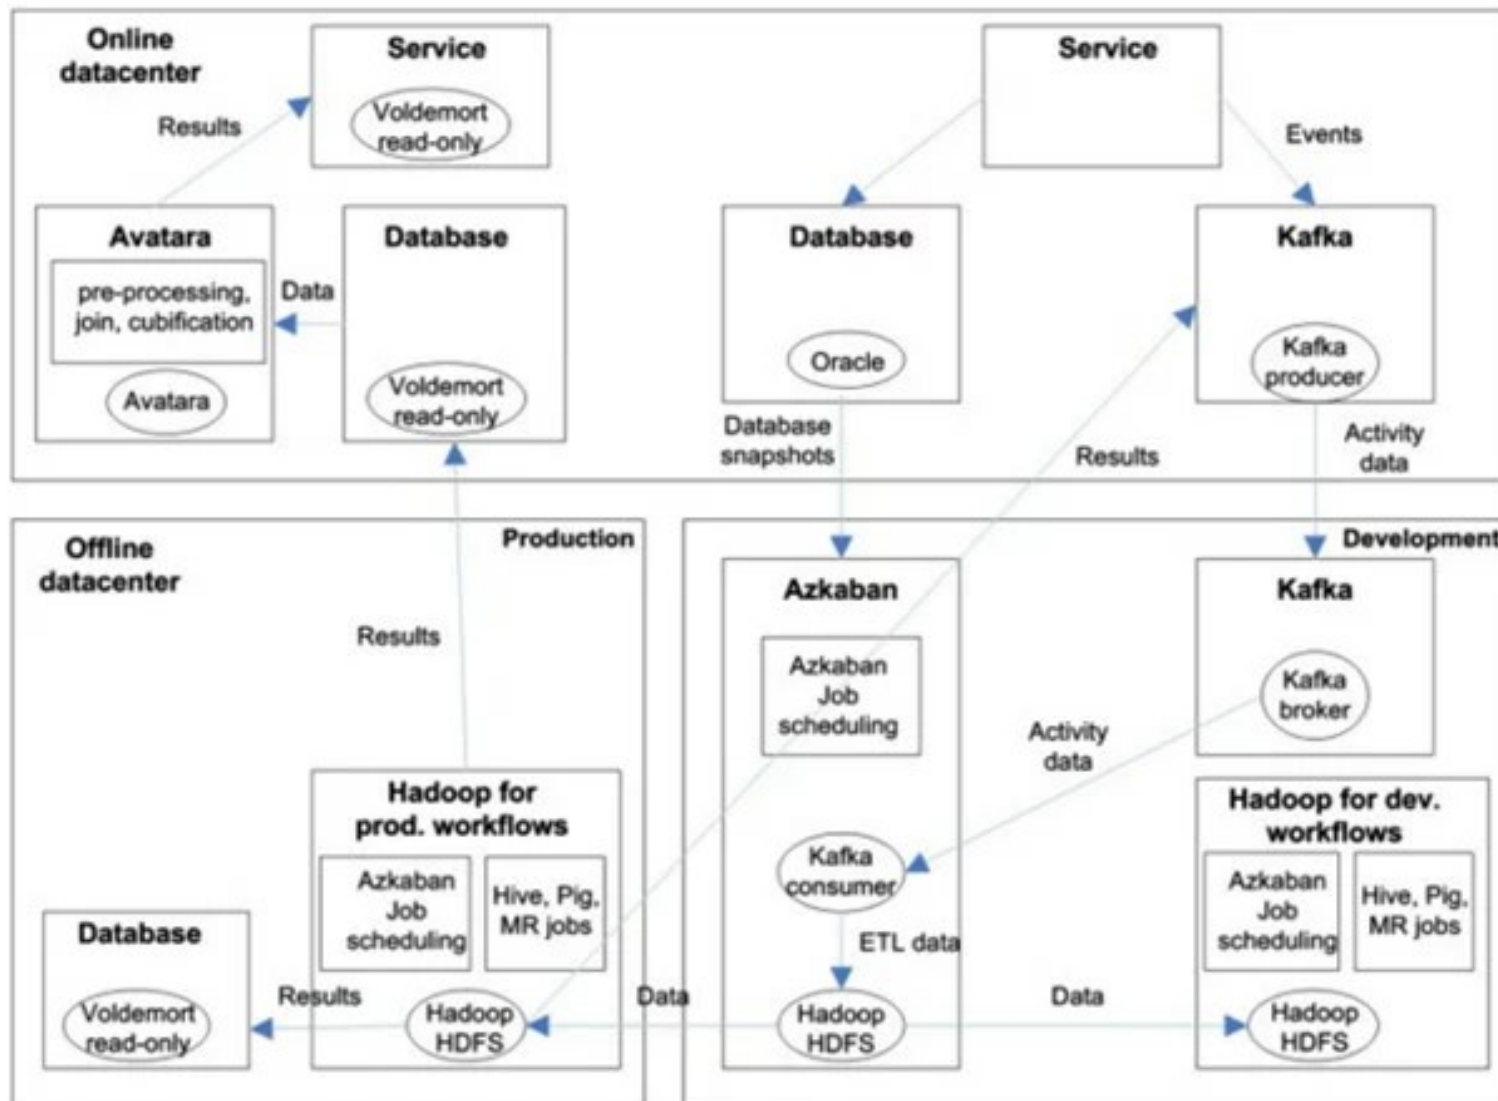 Online
datacenter
Service
Voldemort
read-only
Results
Service
Events
Avatara
pre-processing,
join, cubification
Avatara
Data
Database
Voldemort
read-only
Database
Oracle
Kafka
Kafka
producer
Database
snapshots
Results
Activity
data
Offline
datacenter
Production
Results
Hadoop for
prod. workflows
Azkaban
Job
scheduling
Hive, Pig,
MR jobs
Hadoop
HDFS
Results
Database
Voldemort
read-only
Data
Development
Azkaban
Azkaban
Job
scheduling
Kafka
consumer
ETL data
Hadoop
HDFS
Activity
data
Kafka
Kafka
broker
Data
Hadoop for dev.
workflows
Azkaban
Job
scheduling
Hive, Pig,
MR jobs
Hadoop
HDFS